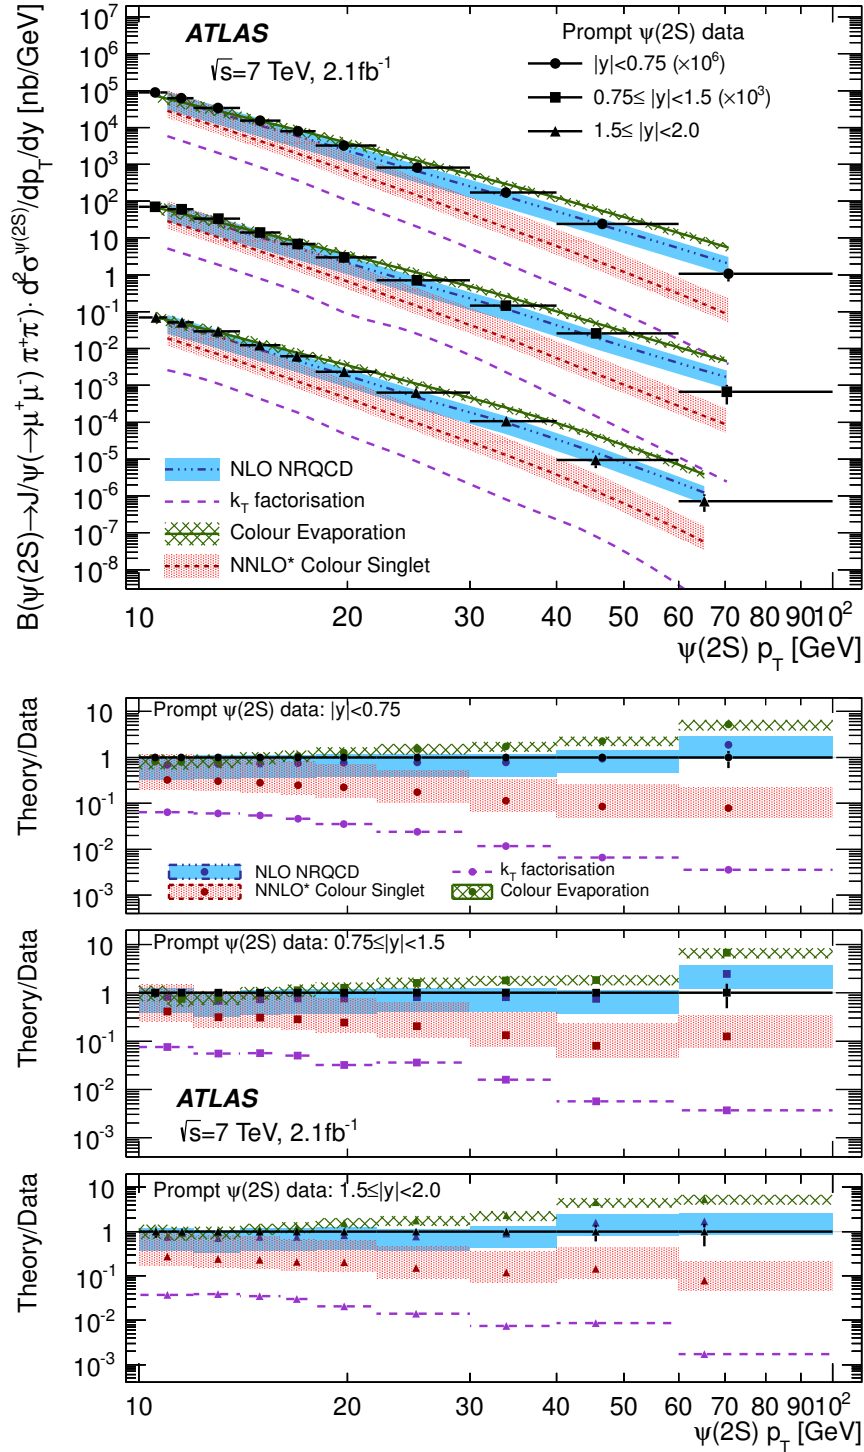 B(ψ(2S)→J/ψ(→μ⁺μ⁻) π⁺π⁻)· d²σ^ψ(2S)/dp_T/dy [nb/GeV]
10⁷
10⁶
10⁵
10⁴
10³
10²
10
1
10⁻¹
10⁻²
10⁻³
10⁻⁴
10⁻⁵
10⁻⁶
10⁻⁷
10⁻⁸
ATLAS
√s=7 TeV, 2.1fb⁻¹
Prompt ψ(2S) data
|y|<0.75 (×10⁶)
0.75≤ |y|<1.5 (×10³)
1.5≤ |y|<2.0
NLO NRQCD
k_T factorisation
Colour Evaporation
NNLO* Colour Singlet
10 20 30 40 50 60 70 80 90 10²
ψ(2S) p_T [GeV]
Theory/Data
10
1
10⁻¹
10⁻²
10⁻³
Prompt ψ(2S) data: |y|<0.75
NLO NRQCD
k_T factorisation
NNLO* Colour Singlet
Colour Evaporation
Theory/Data
10
1
10⁻¹
10⁻²
10⁻³
Prompt ψ(2S) data: 0.75≤|y|<1.5
ATLAS
√s=7 TeV, 2.1fb⁻¹
Theory/Data
10
1
10⁻¹
10⁻²
10⁻³
Prompt ψ(2S) data: 1.5≤|y|<2.0
10 20 30 40 50 60 70 80 90 10²
ψ(2S) p_T [GeV]